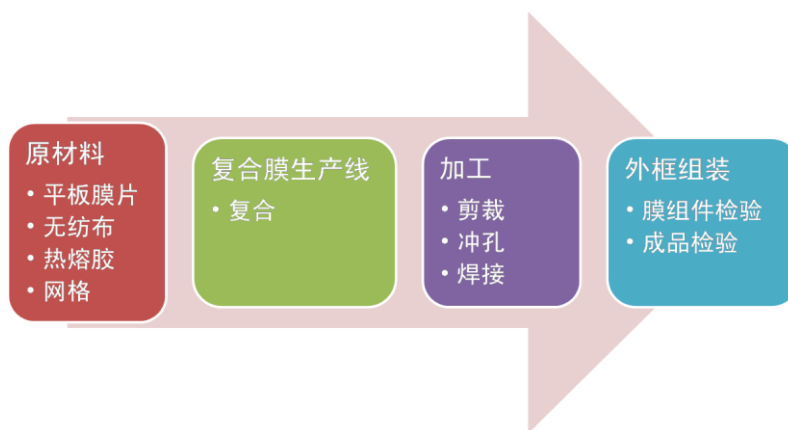 原材料
• 平板膜片
• 无纺布
• 热熔胶
• 网格
复合膜生产线
• 复合
加工
• 剪裁
• 冲孔
• 焊接
外框组装
• 膜组件检验
• 成品检验